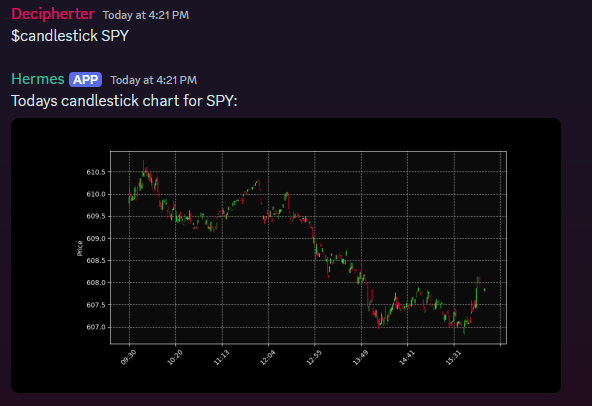 Decipherter Today at 4:21 PM
$candlestick SPY
Hermes APP Today at 4:21 PM
Todays candlestick chart for SPY:
610.5
610.0
609.5
609.0
608.5
608.0
607.5
607.0
Price
09:30 10:20 11:13 12:04 12:55 13:49 14:41 15:31